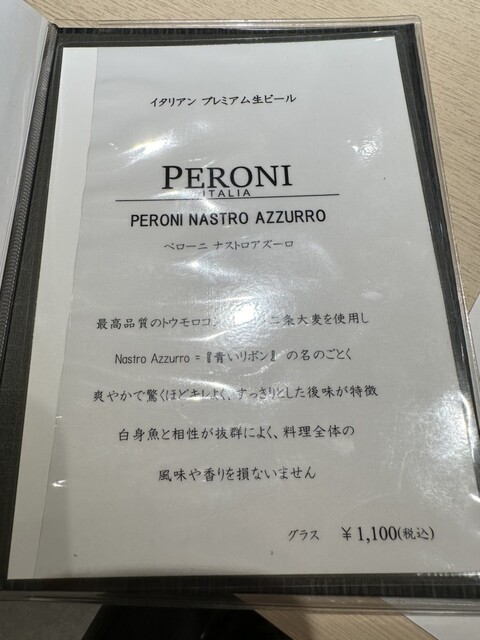 イタリアン プレミアム生ビール
PERONI
ITALIA
PERONI NASTRO AZZURRO
ペローニ ナストロアズーロ
最高品質のトウモロコ 二条大麦を使用し
Nastro Azzurro =『青いリボン』の名のごとく
爽やかで驚くほどキレよく、すっきりとした後味が特徴
白身魚と相性が抜群によく、料理全体の
風味や香りを損ないません
グラス ￥1,100(税込)